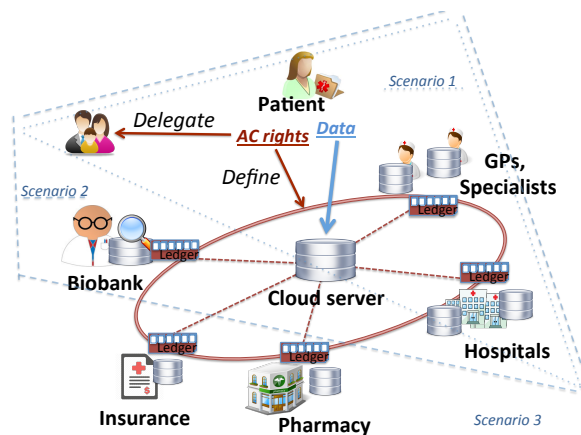 Scenario 1
Patient
Delegate
AC rights
Data
GPs,
Specialists
Define
Scenario 2
Ledger
Ledger
Biobank
Ledger
Cloud server
Ledger
Ledger
Hospitals
Insurance
Pharmacy
Scenario 3